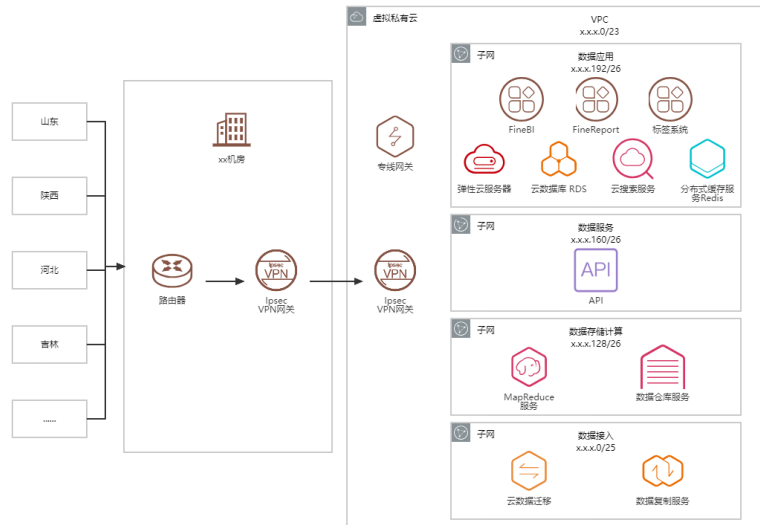 虚拟私有云
VPC
x.x.x.0/23
子网
数据应用
x.x.x.192/26
FineBI
FineReport
标签系统
弹性云服务器
云数据库 RDS
云搜索服务
分布式缓存服
务Redis
山东
陕西
河北
吉林
......
xx机房
路由器
Ipsec
VPN
Ipsec
VPN网关
专线网关
Ipsec
VPN
Ipsec
VPN网关
子网
数据服务
x.x.x.160/26
API
API
子网
数据存储计算
x.x.x.128/26
MapReduce
服务
数据仓库服务
子网
数据接入
x.x.x.0/25
云数据迁移
数据复制服务